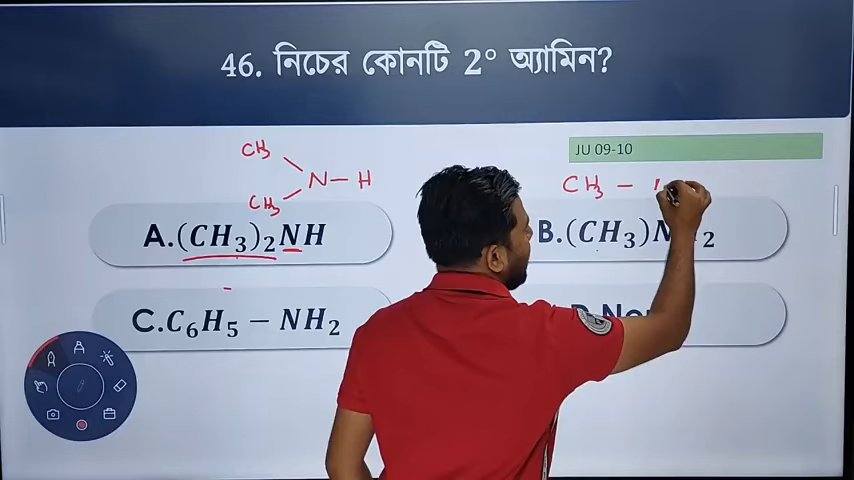 46. নিচের কোনটি 2° অ্যামিন?
JU 09-10
CH3
N — H
CH3
CH3 —
A.(CH3)2NH
B.(CH3)N 2
C.C6H5 − NH2